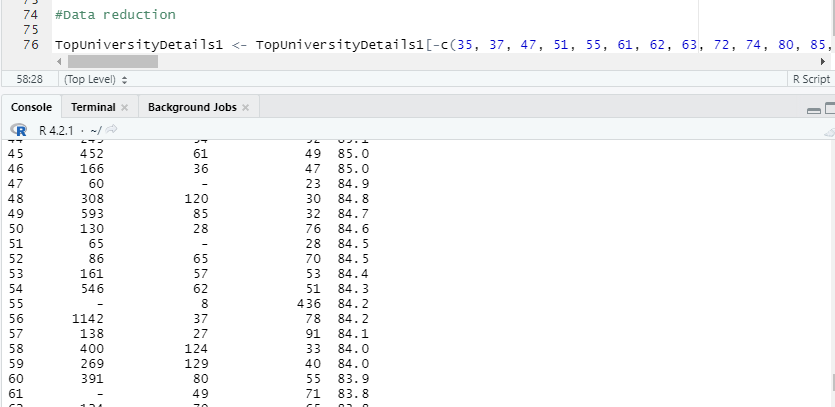 74 #Data reduction
75
76 TopUniversityDetails1 <- TopUniversityDetails1[-c(35, 37, 47, 51, 55, 61, 62, 63, 72, 74, 80, 85,
58:28 (Top Level) R Script
Console Terminal Background Jobs
R 4.2.1 · ~/
45 452 61 49 85.0
46 166 36 47 85.0
47 60 - 23 84.9
48 308 120 30 84.8
49 593 85 32 84.7
50 130 28 76 84.6
51 65 - 28 84.5
52 86 65 70 84.5
53 161 57 53 84.4
54 546 62 51 84.3
55 - 8 436 84.2
56 1142 37 78 84.2
57 138 27 91 84.1
58 400 124 33 84.0
59 269 129 40 84.0
60 391 80 55 83.9
61 - 49 71 83.8